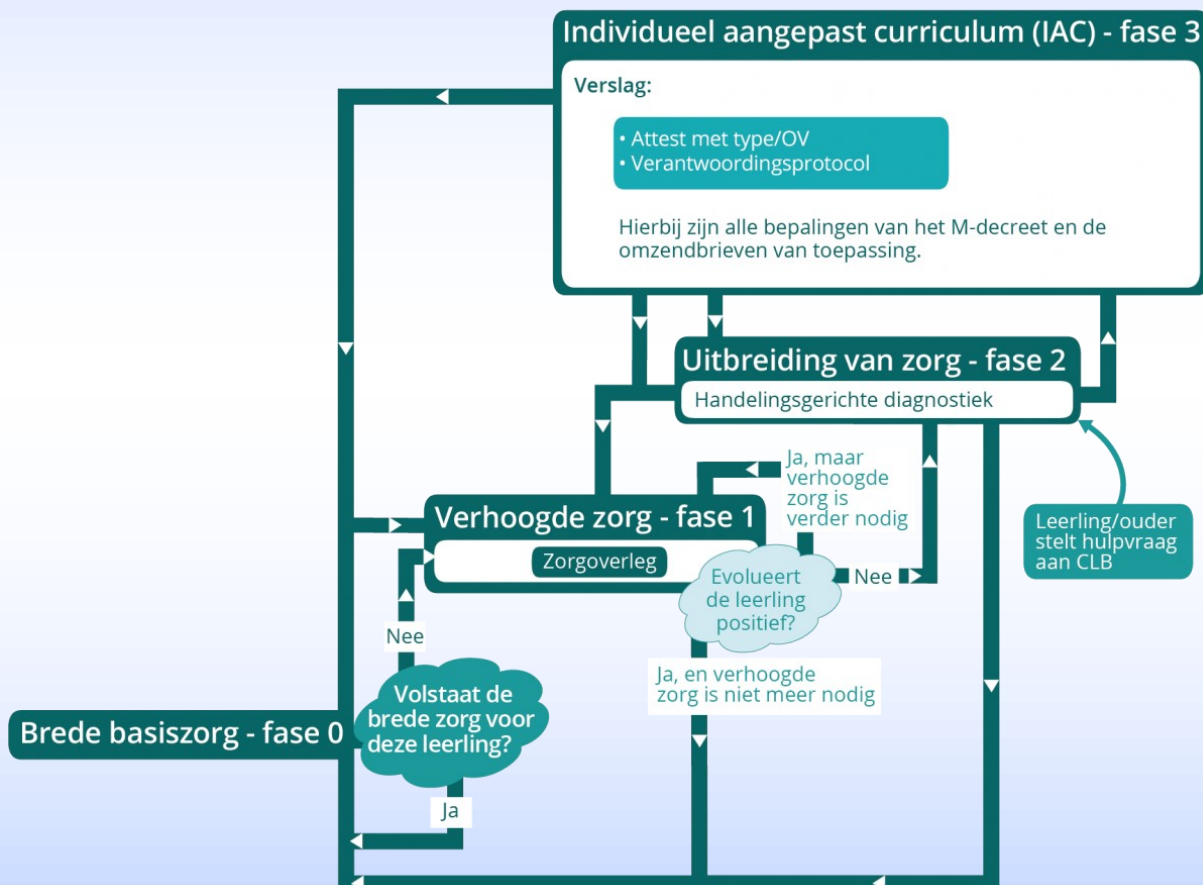 Individueel aangepast curriculum (IAC) - fase 3
Verslag:
• Attest met type/OV
• Verantwoordingsprotocol
Hierbij zijn alle bepalingen van het M-decreet en de
omzendbrieven van toepassing.
Uitbreiding van zorg - fase 2
Handelingsgerichte diagnostiek
Ja, maar
verhoogde
zorg is
verder nodig
Verhoogde zorg - fase 1
Zorgoverleg
Leerling/ouder
stelt hulpvraag
aan CLB
Evolueert
de leerling
positief?
Nee
Nee
Ja, en verhoogde
zorg is niet meer nodig
Volstaat de
brede zorg voor
deze leerling?
Brede basiszorg - fase 0
Ja